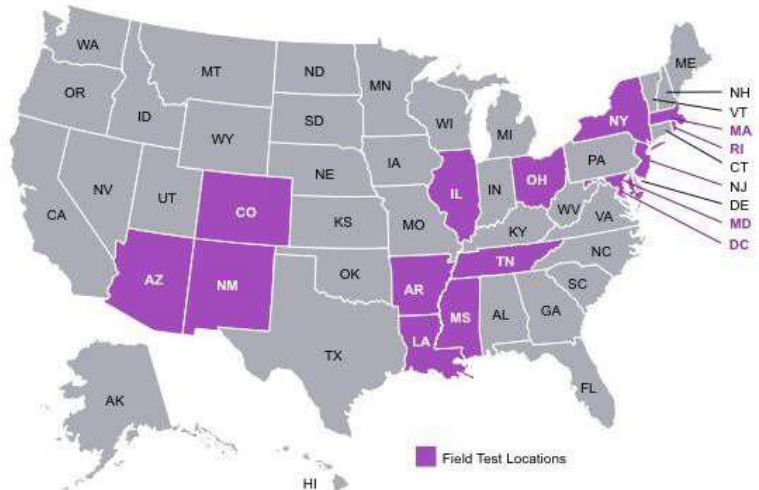 WA
MT
ND
MN
ME
OR
ID
SD
WI
MI
NY
NH
VT
MA
RI
CT
NJ
DE
MD
DC
WY
IA
NE
PA
IL
IN
OH
NV
UT
CO
KS
MO
WV
VA
KY
CA
NC
TN
AZ
NM
OK
AR
SC
MS
AL
GA
LA
TX
FL
AK
HI
Field Test Locations